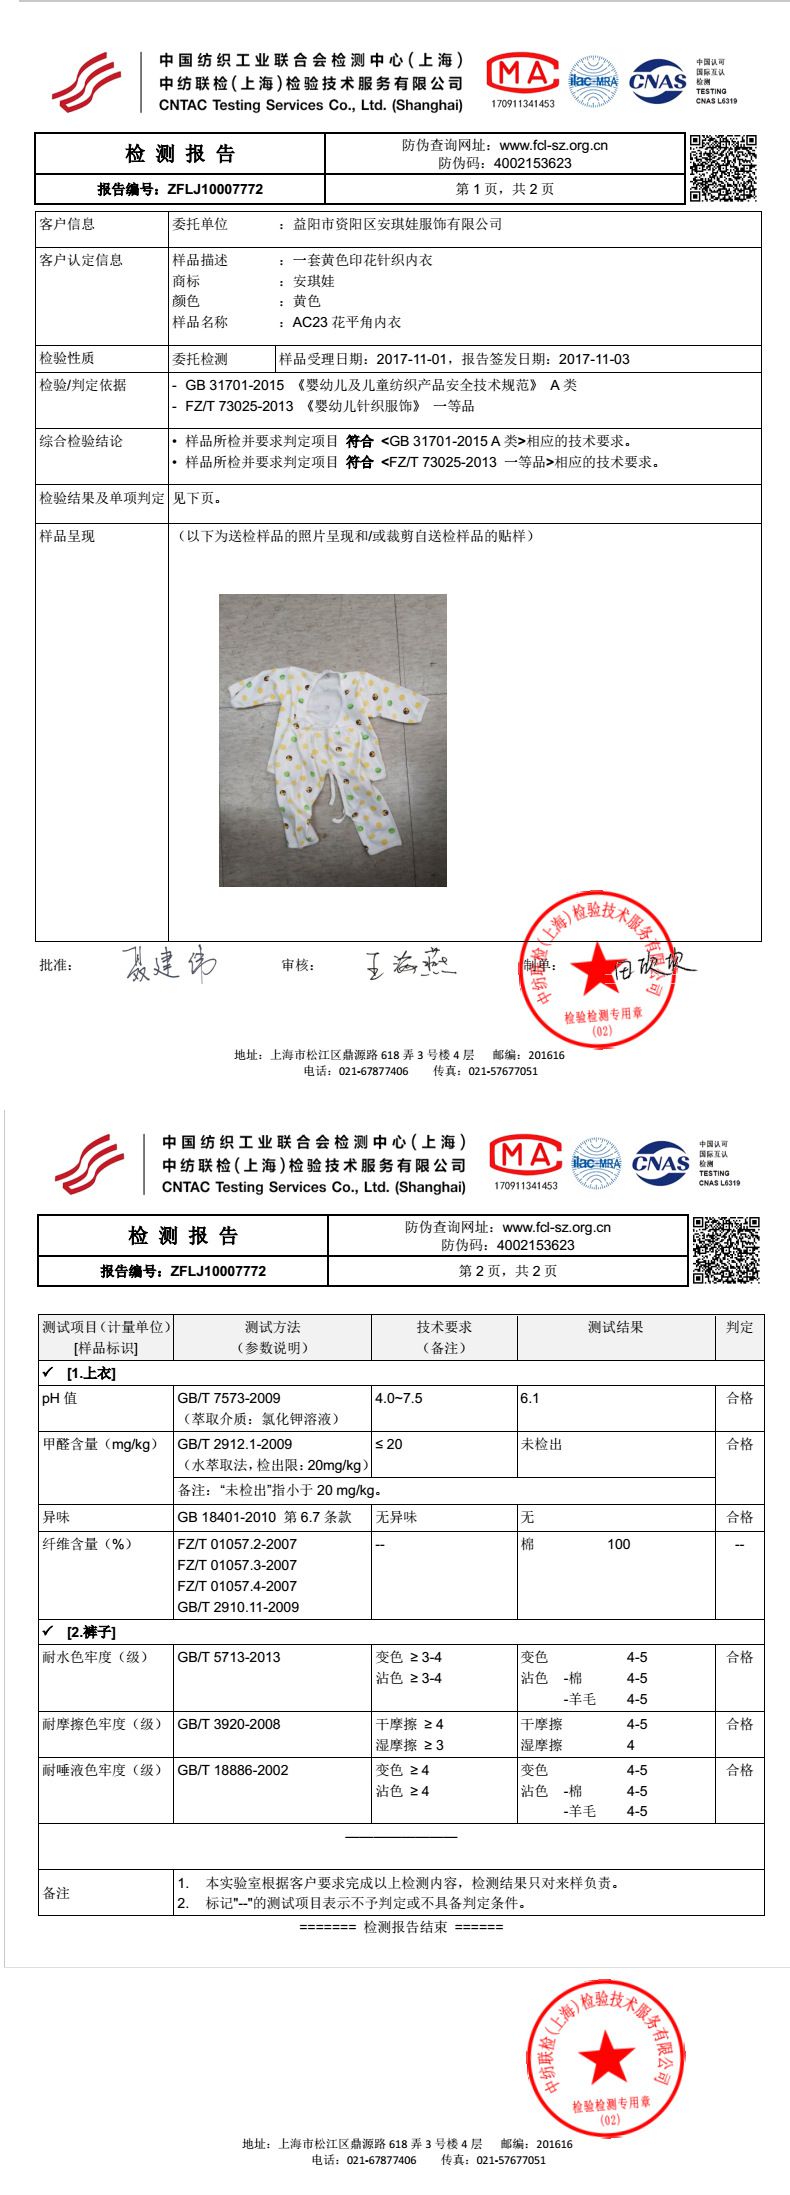 中国纺织工业联合会检测中心(上海)
中纺联检(上海)检验技术服务有限公司
CNTAC Testing Services Co., Ltd. (Shanghai)
MA
170911341453
ilac-MRA
CNAS
中国认可
国际互认
检测
TESTING
CNAS L6319
检 测 报 告
防伪查询网址：www.fcl-sz.org.cn
防伪码：4002153623
报告编号：ZFLJ10007772
第 1 页，共 2 页
客户信息 委托单位 ：益阳市资阳区安琪娃服饰有限公司
客户认定信息 样品描述 ：一套黄色印花针织内衣
商标 ：安琪娃
颜色 ：黄色
样品名称 ：AC23 花平角内衣
检验性质 委托检测 样品受理日期：2017-11-01，报告签发日期：2017-11-03
检验/判定依据 - GB 31701-2015 《婴幼儿及儿童纺织产品安全技术规范》 A 类
- FZ/T 73025-2013 《婴幼儿针织服饰》 一等品
综合检验结论 • 样品所检并要求判定项目 符合 <GB 31701-2015 A 类>相应的技术要求。
• 样品所检并要求判定项目 符合 <FZ/T 73025-2013 一等品>相应的技术要求。
检验结果及单项判定 见下页。
样品呈现 （以下为送检样品的照片呈现和/或裁剪自送检样品的贴样）
批准： 聂建伟 审核： 王海燕 制单：
中纺联检(上海)检验技术服务有限公司
检验检测专用章
(02)
地址：上海市松江区鼎源路 618 弄 3 号楼 4 层 邮编：201616
电话：021-67877406 传真：021-57677051
中国纺织工业联合会检测中心(上海)
中纺联检(上海)检验技术服务有限公司
CNTAC Testing Services Co., Ltd. (Shanghai)
MA
170911341453
ilac-MRA
CNAS
中国认可
国际互认
检测
TESTING
CNAS L6319
检 测 报 告
防伪查询网址：www.fcl-sz.org.cn
防伪码：4002153623
报告编号：ZFLJ10007772
第 2 页，共 2 页
测试项目（计量单位） 测试方法 技术要求 测试结果 判定
[样品标识] （参数说明） （备注）
✓ [1.上衣]
pH 值 GB/T 7573-2009 4.0~7.5 6.1 合格
（萃取介质：氯化钾溶液）
甲醛含量（mg/kg） GB/T 2912.1-2009 ≤ 20 未检出 合格
（水萃取法，检出限：20mg/kg）
备注：“未检出”指小于 20 mg/kg。
异味 GB 18401-2010 第 6.7 条款 无异味 无 合格
纤维含量（%） FZ/T 01057.2-2007 -- 棉 100 --
FZ/T 01057.3-2007
FZ/T 01057.4-2007
GB/T 2910.11-2009
✓ [2.裤子]
耐水色牢度（级） GB/T 5713-2013 变色 ≥ 3-4 变色 4-5 合格
沾色 ≥ 3-4 沾色 -棉 4-5
-羊毛 4-5
耐摩擦色牢度（级） GB/T 3920-2008 干摩擦 ≥ 4 干摩擦 4-5 合格
湿摩擦 ≥ 3 湿摩擦 4
耐唾液色牢度（级） GB/T 18886-2002 变色 ≥ 4 变色 4-5 合格
沾色 ≥ 4 沾色 -棉 4-5
-羊毛 4-5
备注 1. 本实验室根据客户要求完成以上检测内容，检测结果只对来样负责。
2. 标记"--"的测试项目表示不予判定或不具备判定条件。
======= 检测报告结束 ======
中纺联检(上海)检验技术服务有限公司
检验检测专用章
(02)
地址：上海市松江区鼎源路 618 弄 3 号楼 4 层 邮编：201616
电话：021-67877406 传真：021-57677051